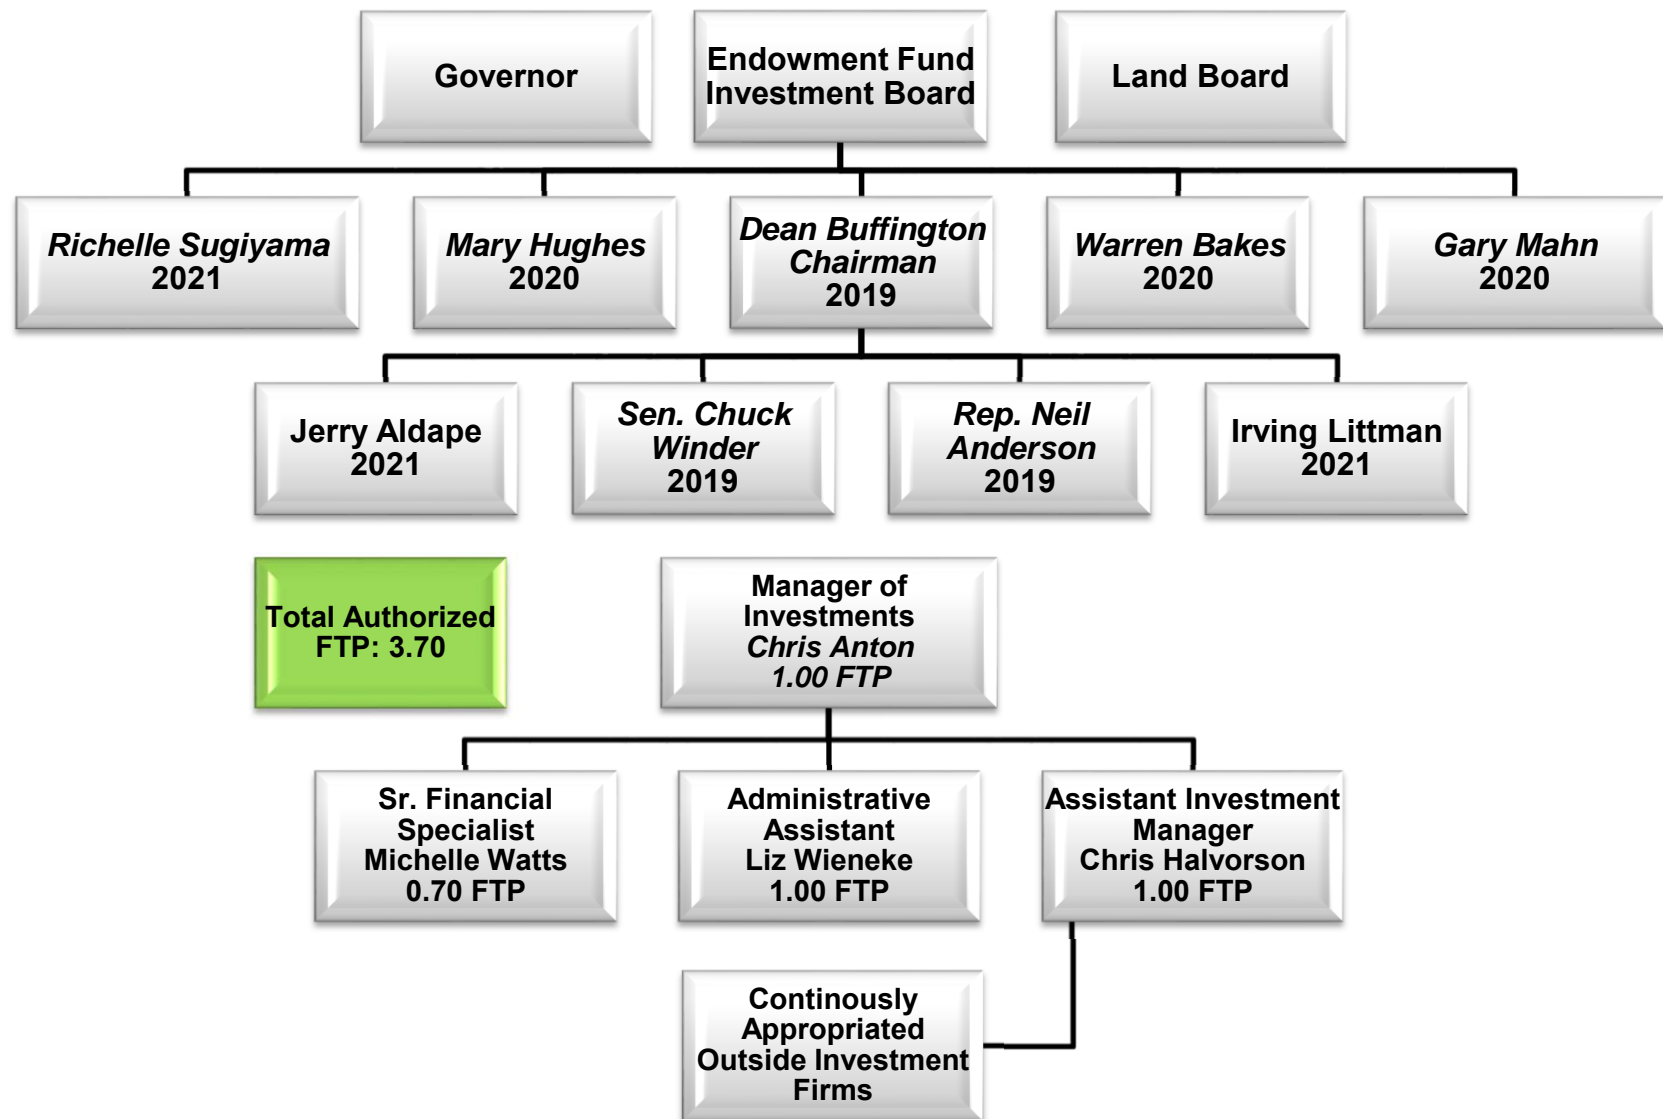 Governor
Endowment Fund
Investment Board
Land Board
Richelle Sugiyama
2021
Mary Hughes
2020
Dean Buffington
Chairman
2019
Warren Bakes
2020
Gary Mahn
2020
Jerry Aldape
2021
Sen. Chuck
Winder
2019
Rep. Neil
Anderson
2019
Irving Littman
2021
Total Authorized
FTP: 3.70
Manager of
Investments
Chris Anton
1.00 FTP
Sr. Financial
Specialist
Michelle Watts
0.70 FTP
Administrative
Assistant
Liz Wieneke
1.00 FTP
Assistant Investment
Manager
Chris Halvorson
1.00 FTP
Continously
Appropriated
Outside Investment
Firms